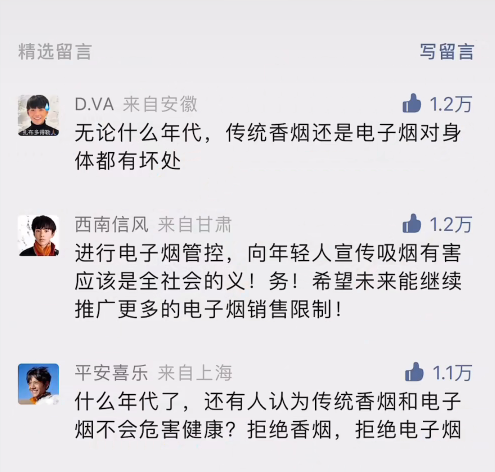 精选留言 写留言
D.VA 来自安徽 1.2万
无论什么年代，传统香烟还是电子烟对身
体都有坏处
西南信风 来自甘肃 1.2万
进行电子烟管控，向年轻人宣传吸烟有害
应该是全社会的义！务！希望未来能继续
推广更多的电子烟销售限制！
平安喜乐 来自上海 1.1万
什么年代了，还有人认为传统香烟和电子
烟不会危害健康？拒绝香烟，拒绝电子烟